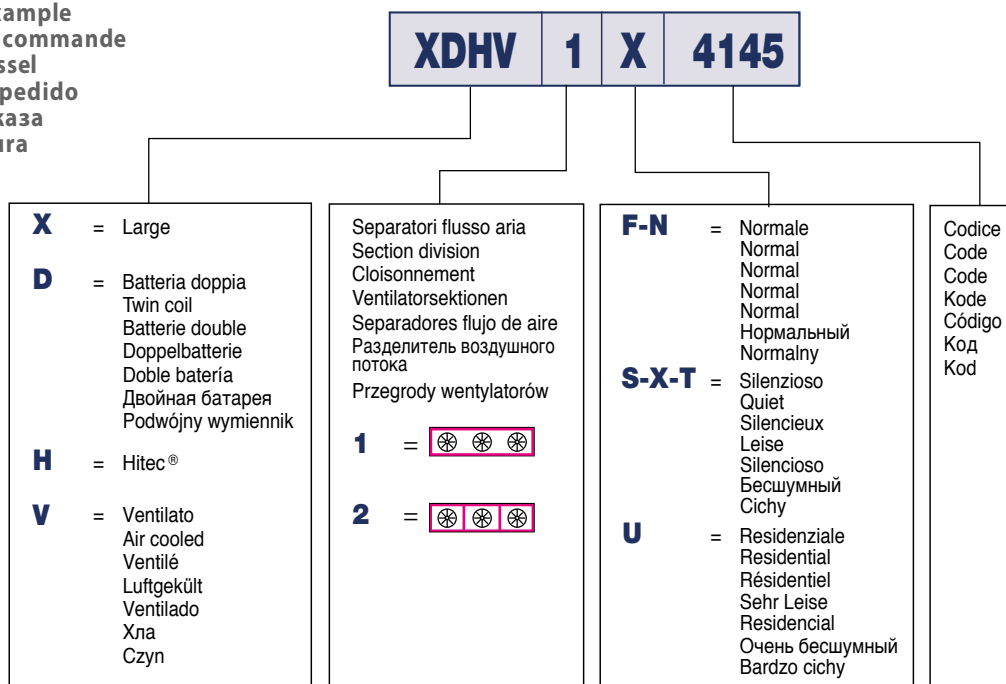 xample
commande
ssel
pedido
каза
ura
XDHV 1 X 4145
X = Large
D = Batteria doppia
Twin coil
Batterie double
Doppelbatterie
Doble batería
Двойная батарея
Podwójny wymiennik
H = Hitec®
V = Ventilato
Air cooled
Ventilé
Luftgekült
Ventilado
Хла
Czyn
Separatori flusso aria
Section division
Cloisonnement
Ventilatorsektionen
Separadores flujo de aire
Разделитель воздушного
потока
Przegrody wentylatorów
1 =
2 =
F-N = Normale
Normal
Normal
Normal
Normal
Нормальный
Normalny
S-X-T = Silenzioso
Quiet
Silencieux
Leise
Silencioso
Бесшумный
Cichy
U = Residenziale
Residential
Résidentiel
Sehr Leise
Residencial
Очень бесшумный
Bardzo cichy
Codice
Code
Code
Kode
Código
Код
Kod